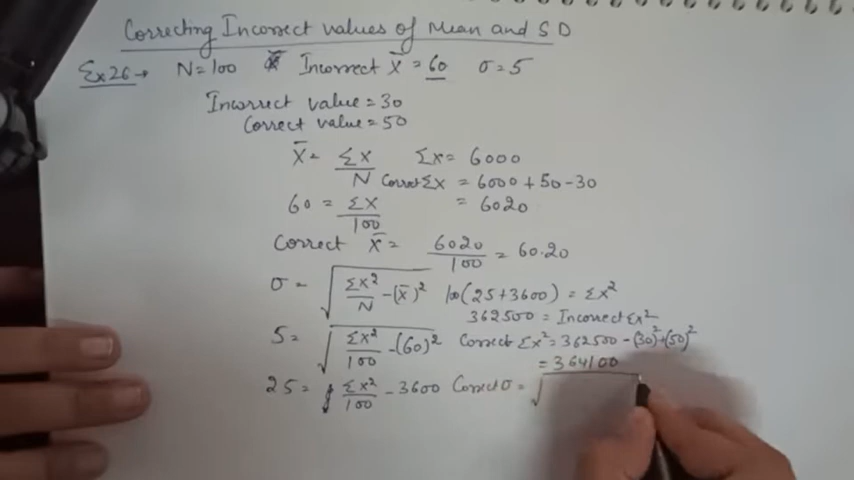 Correcting Incorrect values of Mean and SD
Ex26→ N=100 Incorrect X̄ = 60 σ=5
Incorrect value = 30
Correct value = 50
X̄ = ΣX/N ΣX = 6000
Correct ΣX = 6000+50-30
60 = ΣX/100 = 6020
Correct X̄ = 6020/100 = 60.20
σ = √(ΣX²/N - (X̄)²) 100(25+3600) = ΣX²
362500 = Incorrect ΣX²
5 = √(ΣX²/100 - (60)²) Correct ΣX² = 362500 - (30)² + (50)²
= 364100
25 = ΣX²/100 - 3600 Correct σ = √